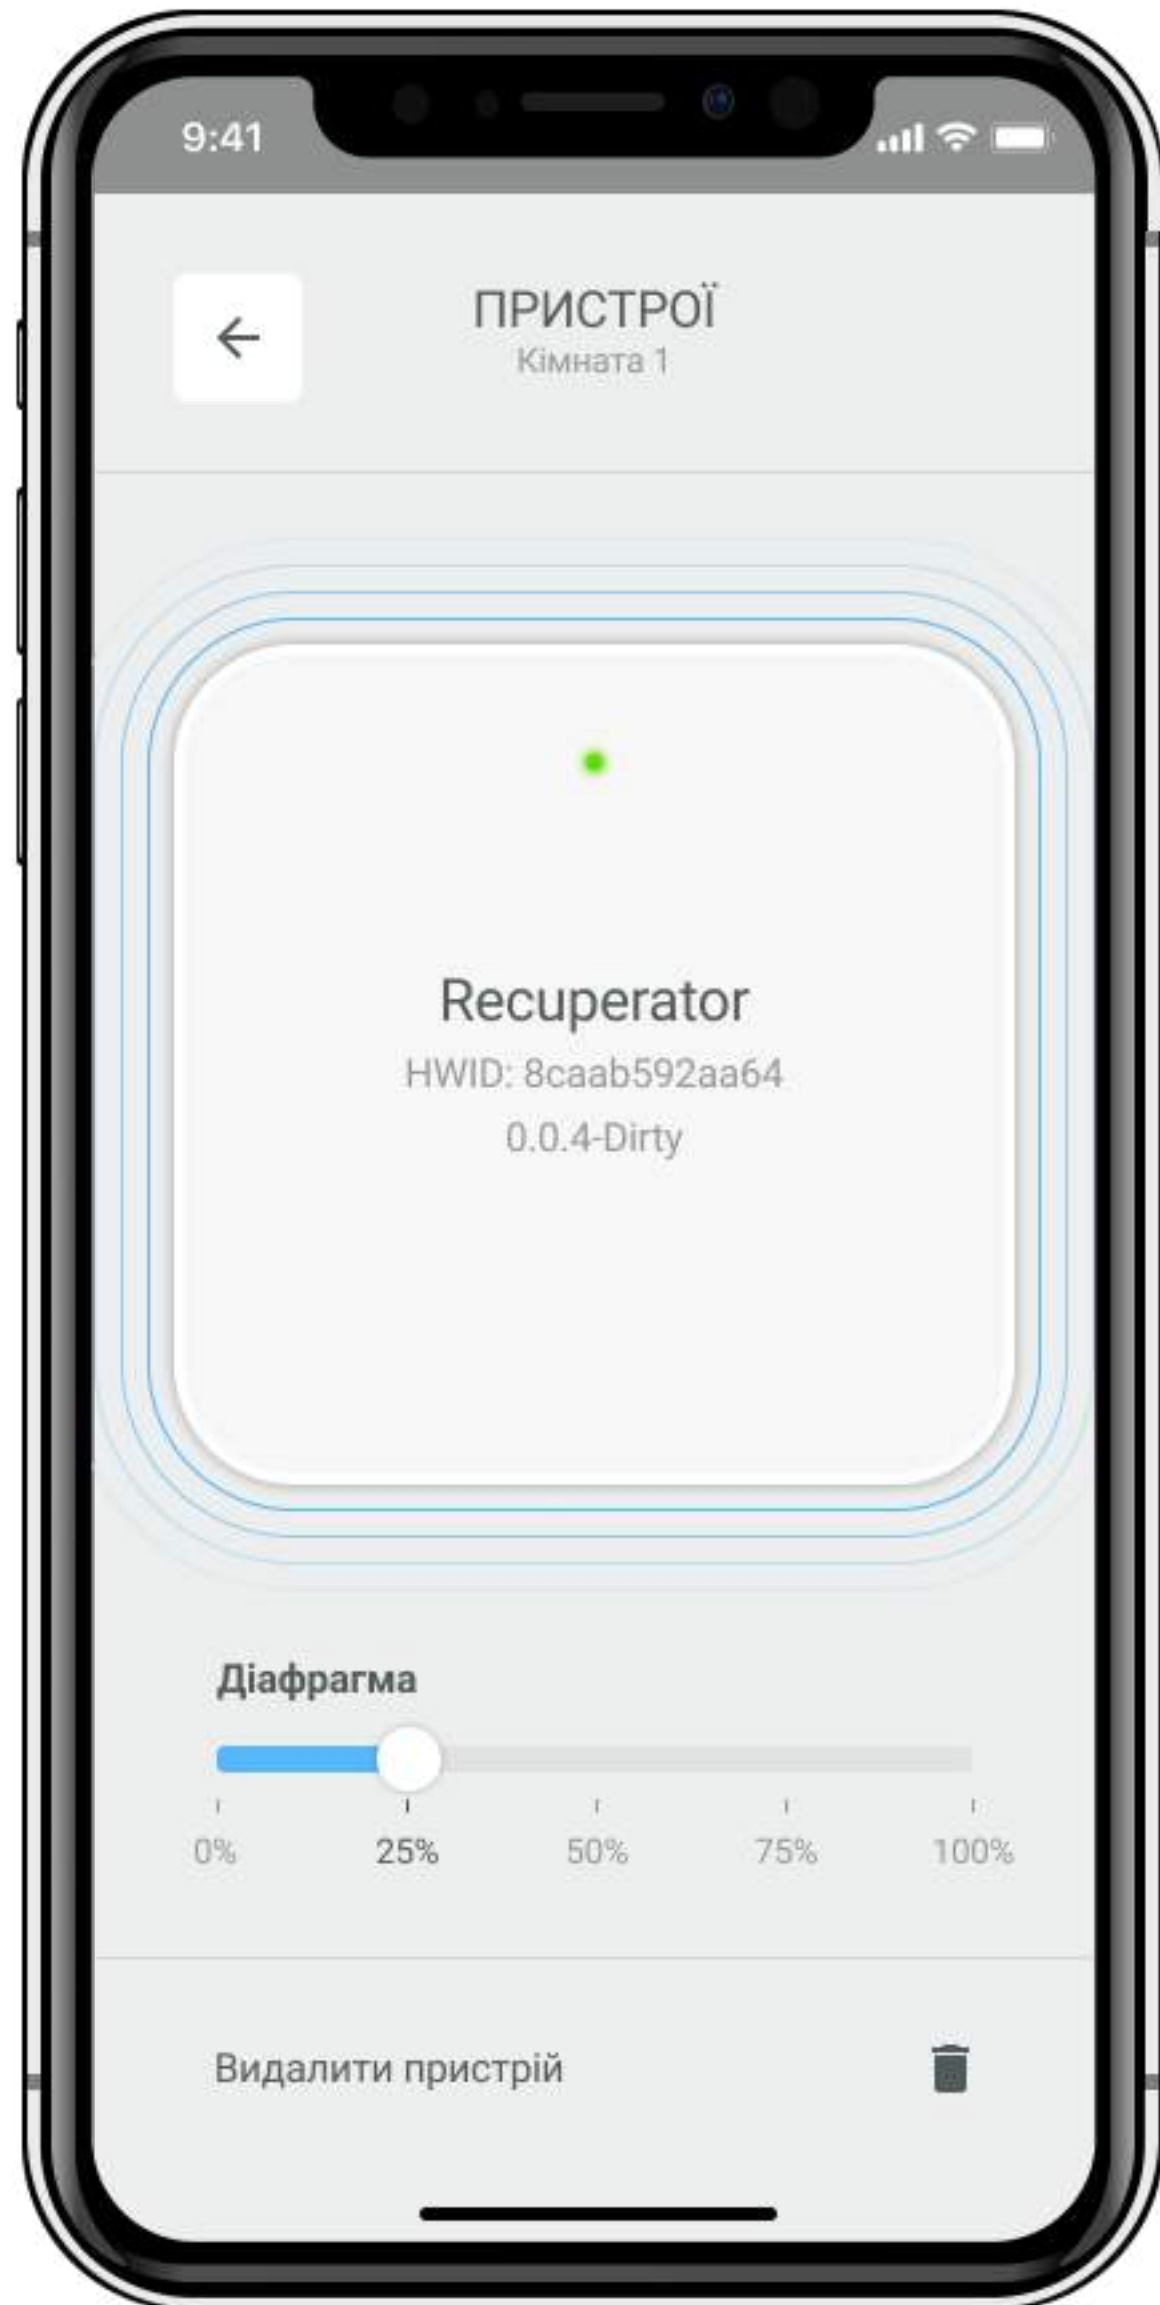 9:41
ПРИСТРОЇ
Кімната 1
Recuperator
HWID: 8caab592aa64
0.0.4-Dirty
Діафрагма
0% 25% 50% 75% 100%
Видалити пристрій